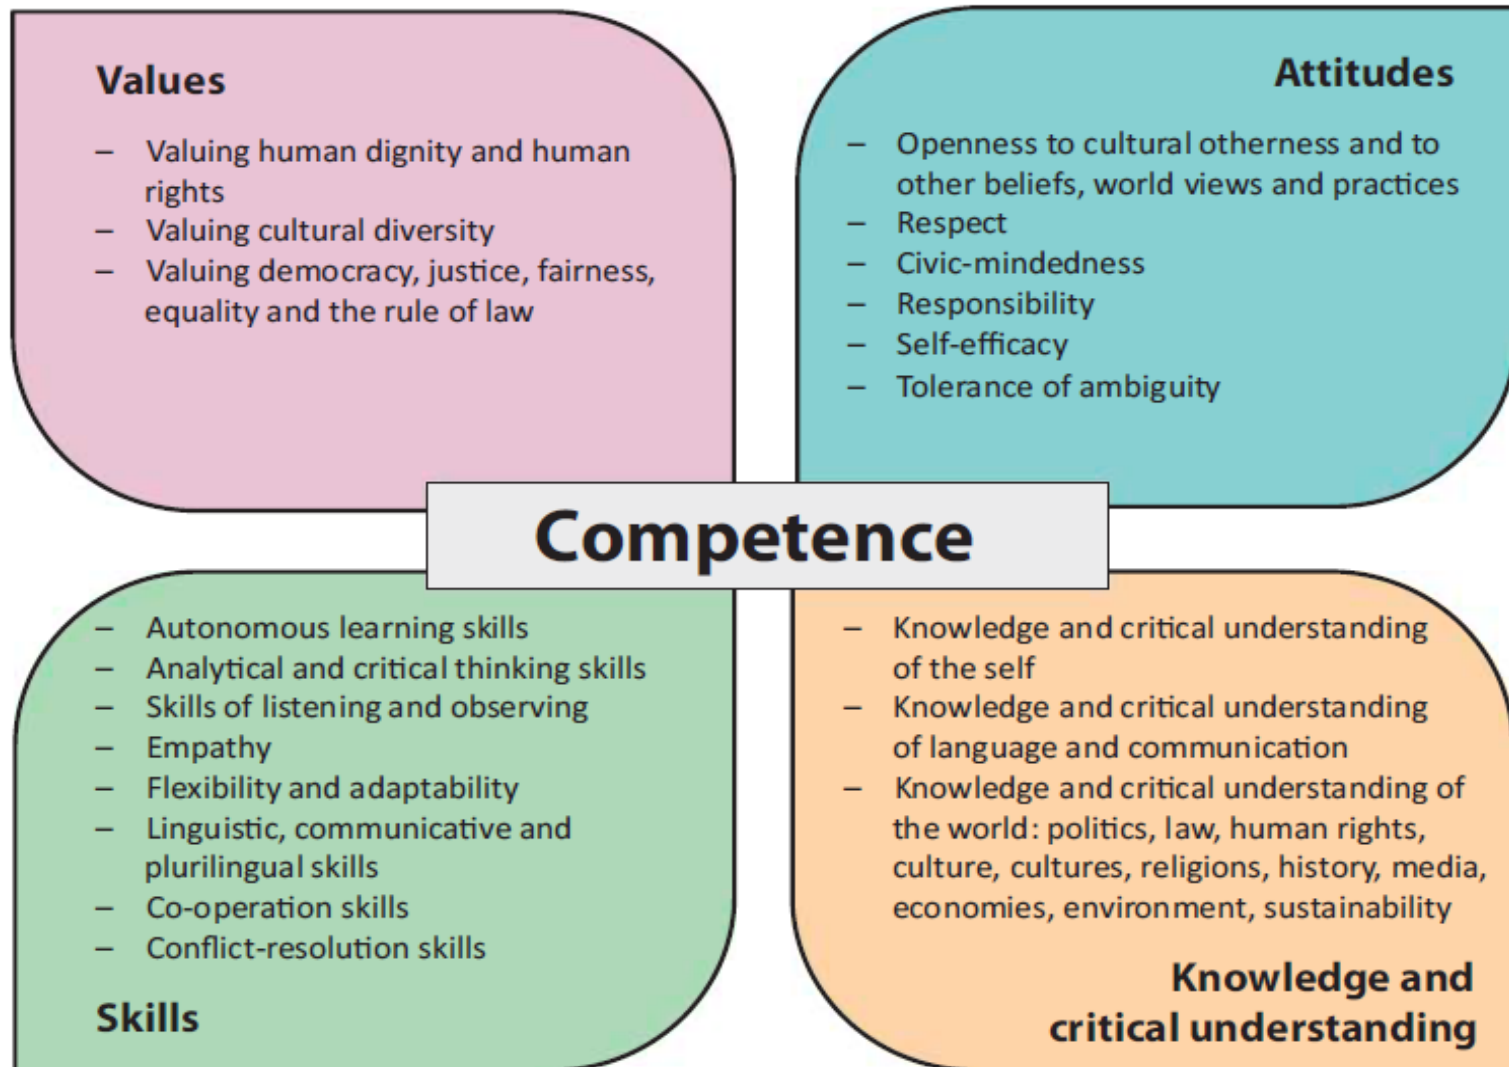 Values
– Valuing human dignity and human
rights
– Valuing cultural diversity
– Valuing democracy, justice, fairness,
equality and the rule of law
Attitudes
– Openness to cultural otherness and to
other beliefs, world views and practices
– Respect
– Civic-mindedness
– Responsibility
– Self-efficacy
– Tolerance of ambiguity
Competence
– Autonomous learning skills
– Analytical and critical thinking skills
– Skills of listening and observing
– Empathy
– Flexibility and adaptability
– Linguistic, communicative and
plurilingual skills
– Co-operation skills
– Conflict-resolution skills
Skills
– Knowledge and critical understanding
of the self
– Knowledge and critical understanding
of language and communication
– Knowledge and critical understanding of
the world: politics, law, human rights,
culture, cultures, religions, history, media,
economies, environment, sustainability
Knowledge and
critical understanding